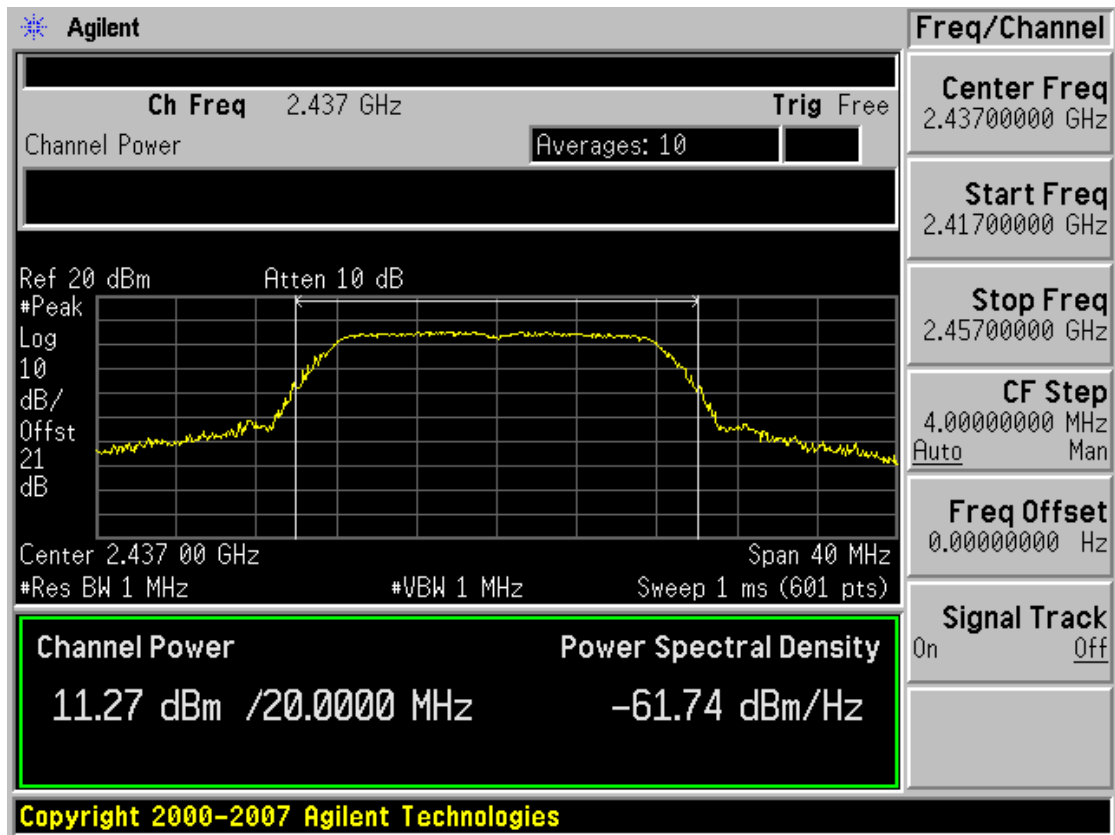 Agilent
Freq/Channel
Ch Freq 2.437 GHz Trig Free
Channel Power Averages: 10
Ref 20 dBm Atten 10 dB
#Peak
Log
10
dB/
Offst
21
dB
Center 2.437 00 GHz Span 40 MHz
#Res BW 1 MHz #VBW 1 MHz Sweep 1 ms (601 pts)
Channel Power Power Spectral Density
11.27 dBm /20.0000 MHz -61.74 dBm/Hz
Center Freq
2.43700000 GHz
Start Freq
2.41700000 GHz
Stop Freq
2.45700000 GHz
CF Step
4.00000000 MHz
Auto Man
Freq Offset
0.00000000 Hz
Signal Track
On Off
Copyright 2000-2007 Agilent Technologies